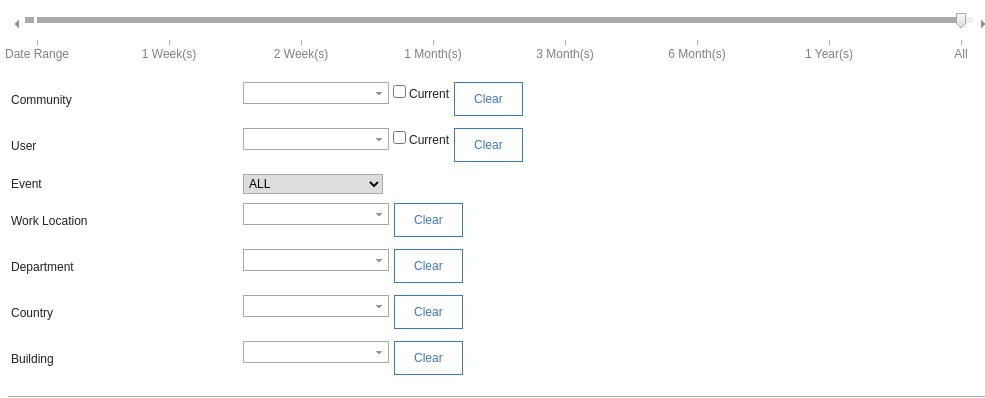 Date Range 1 Week(s) 2 Week(s) 1 Month(s) 3 Month(s) 6 Month(s) 1 Year(s) All
Community Current Clear
User Current Clear
Event ALL
Work Location Clear
Department Clear
Country Clear
Building Clear